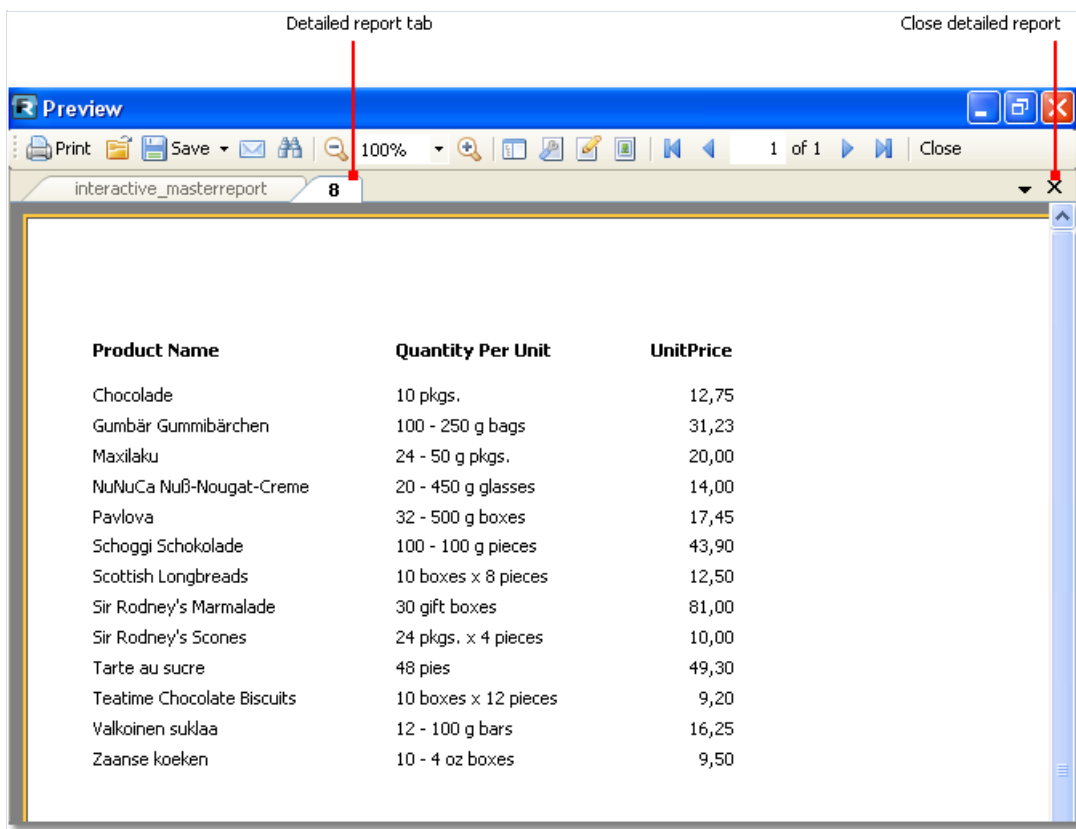 Detailed report tab Close detailed report
Preview
Print Save 100% 1 of 1 Close
interactive_masterreport 8
Product Name Quantity Per Unit UnitPrice
Chocolade 10 pkgs. 12,75
Gumbär Gummibärchen 100 - 250 g bags 31,23
Maxilaku 24 - 50 g pkgs. 20,00
NuNuCa Nuß-Nougat-Creme 20 - 450 g glasses 14,00
Pavlova 32 - 500 g boxes 17,45
Schoggi Schokolade 100 - 100 g pieces 43,90
Scottish Longbreads 10 boxes x 8 pieces 12,50
Sir Rodney's Marmalade 30 gift boxes 81,00
Sir Rodney's Scones 24 pkgs. x 4 pieces 10,00
Tarte au sucre 48 pies 49,30
Teatime Chocolate Biscuits 10 boxes x 12 pieces 9,20
Valkoinen suklaa 12 - 100 g bars 16,25
Zaanse koeken 10 - 4 oz boxes 9,50